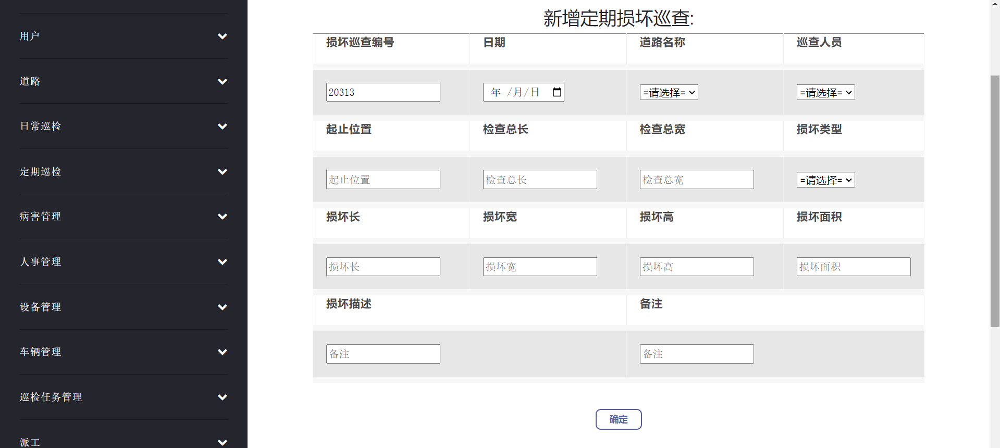 用户
道路
日常巡检
定期巡检
病害管理
人事管理
设备管理
车辆管理
巡检任务管理
派工
新增定期损坏巡查:
损坏巡查编号 日期 道路名称 巡查人员
20313 年 /月/日 =请选择= =请选择=
起止位置 检查总长 检查总宽 损坏类型
起止位置 检查总长 检查总宽 =请选择=
损坏长 损坏宽 损坏高 损坏面积
损坏长 损坏宽 损坏高 损坏面积
损坏描述 备注
备注 备注
确定